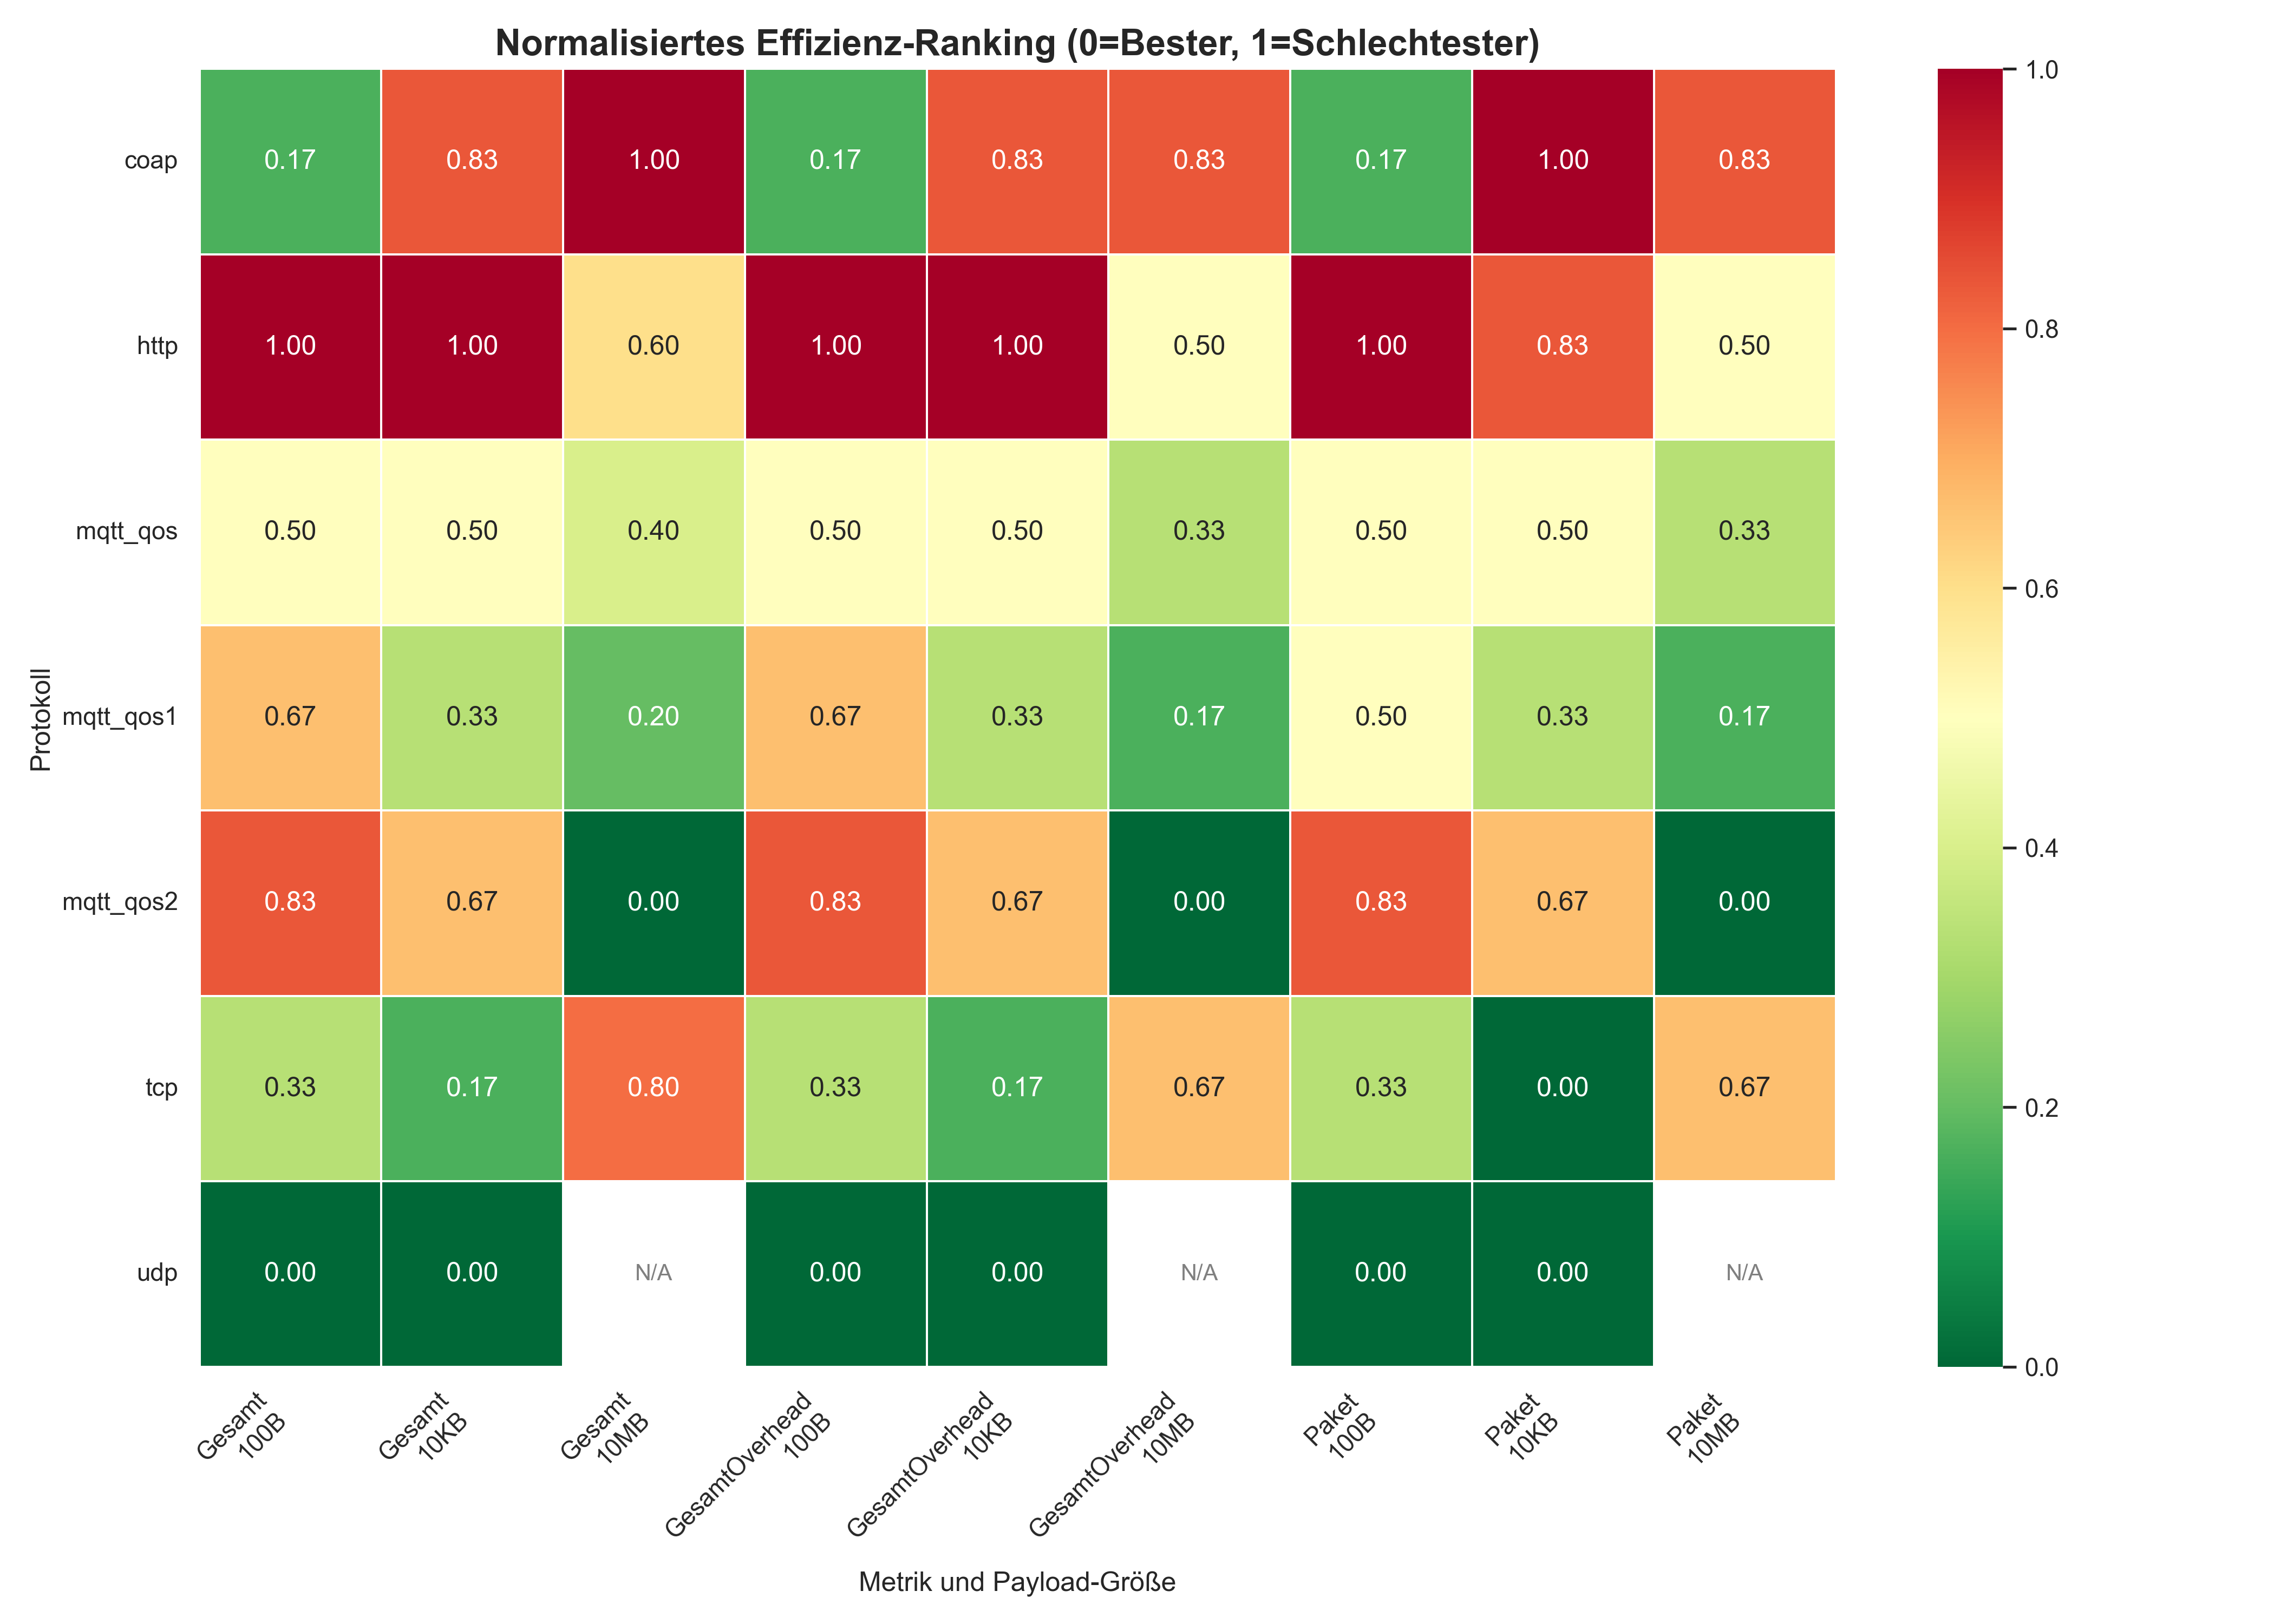 Normalisiertes Effizienz-Ranking (0=Bester, 1=Schlechtester)
Protokoll
coap 0.17 0.83 1.00 0.17 0.83 0.83 0.17 1.00 0.83
http 1.00 1.00 0.60 1.00 1.00 0.50 1.00 0.83 0.50
mqtt_qos 0.50 0.50 0.40 0.50 0.50 0.33 0.50 0.50 0.33
mqtt_qos1 0.67 0.33 0.20 0.67 0.33 0.17 0.50 0.33 0.17
mqtt_qos2 0.83 0.67 0.00 0.83 0.67 0.00 0.83 0.67 0.00
tcp 0.33 0.17 0.80 0.33 0.17 0.67 0.33 0.00 0.67
udp 0.00 0.00 N/A 0.00 0.00 N/A 0.00 0.00 N/A
Gesamt
100B
Gesamt
10KB
Gesamt
10MB
GesamtOverhead
100B
GesamtOverhead
10KB
GesamtOverhead
10MB
Paket
100B
Paket
10KB
Paket
10MB
Metrik und Payload-Größe
1.0
0.8
0.6
0.4
0.2
0.0